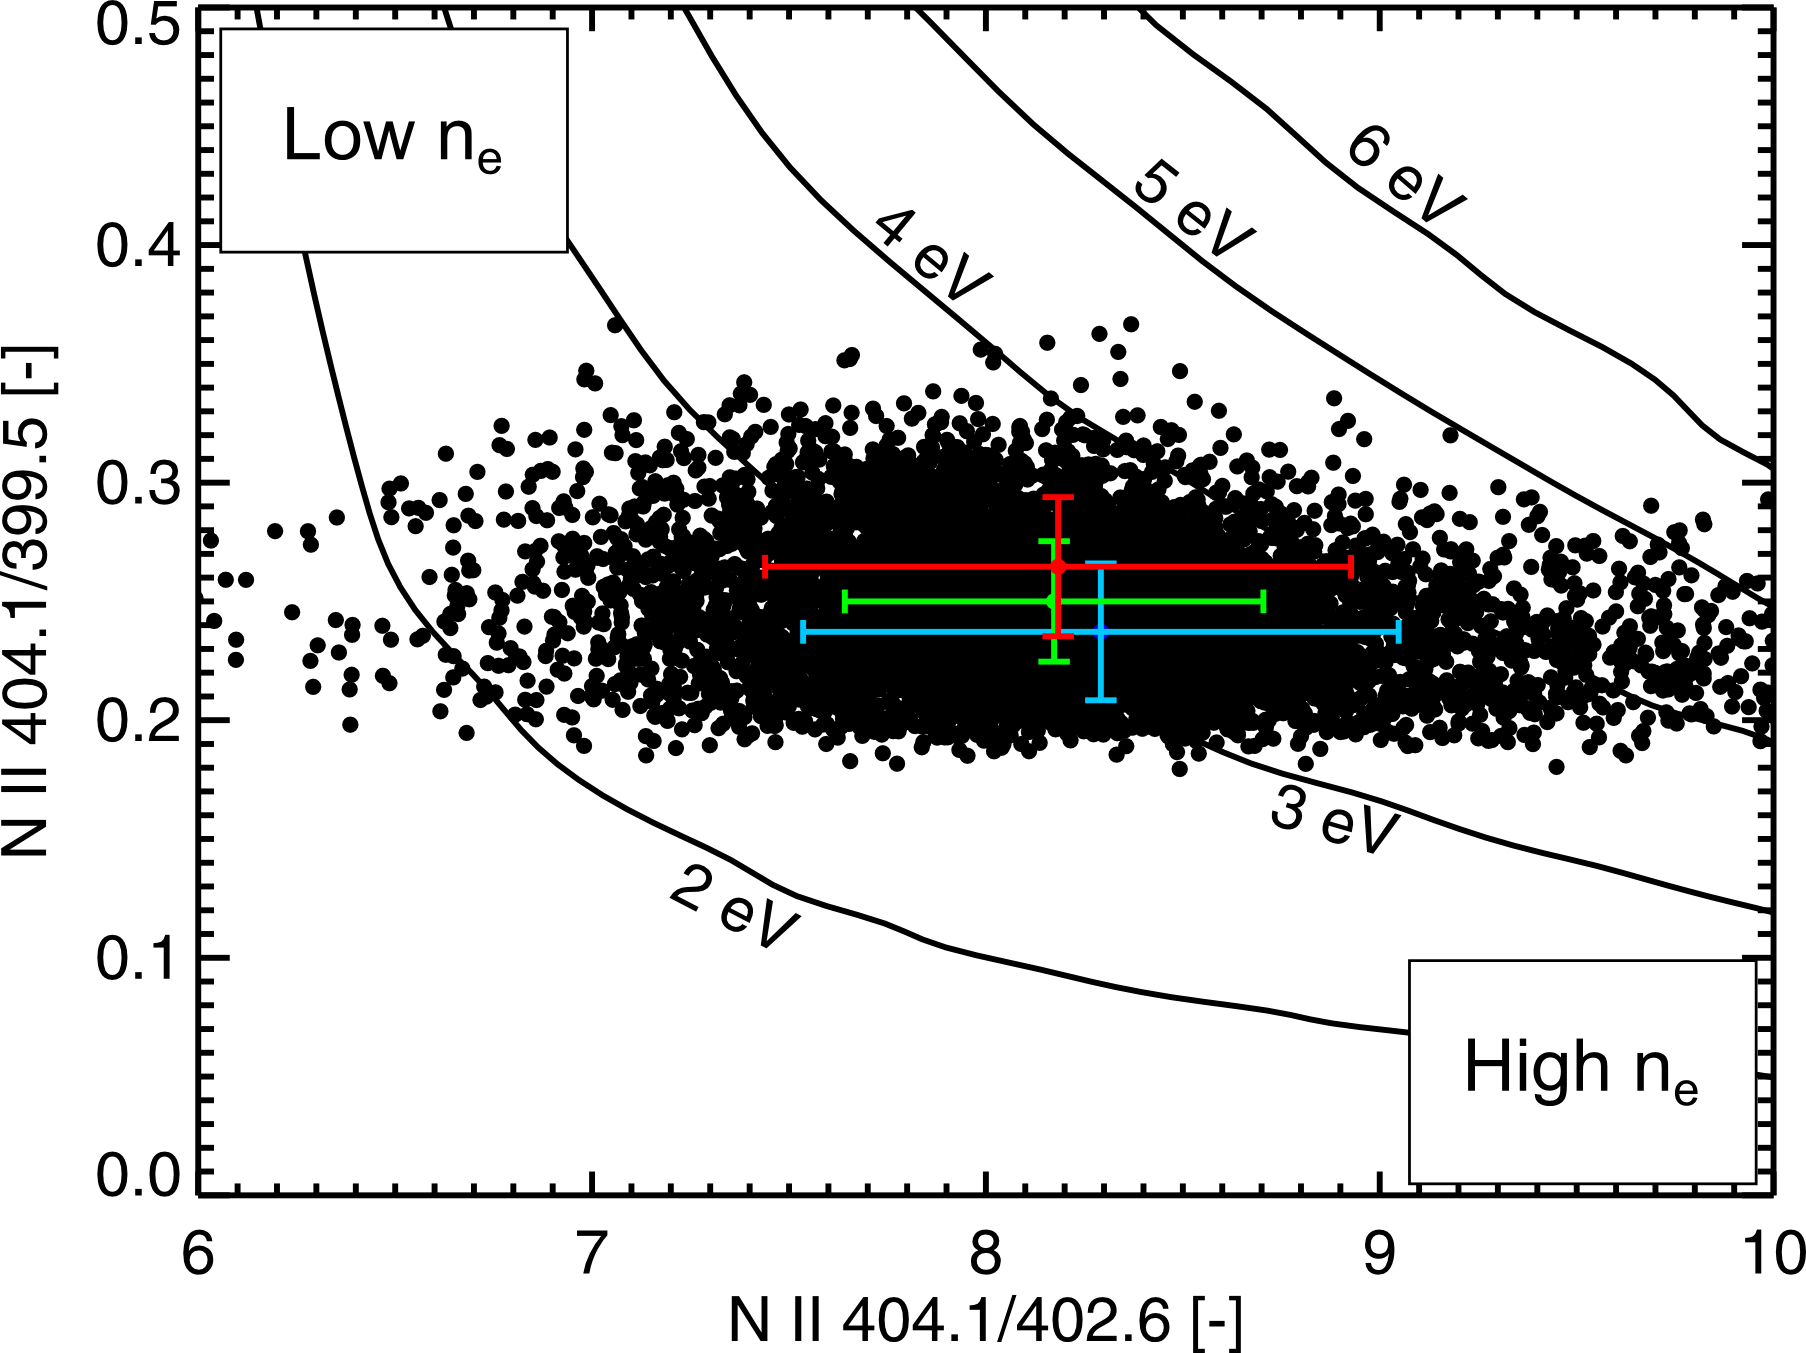 0.5
0.4
0.3
0.2
0.1
0.0
N II 404.1/399.5 [-]
Low nₑ
6 eV
5 eV
4 eV
3 eV
2 eV
High nₑ
6 7 8 9 10
N II 404.1/402.6 [-]